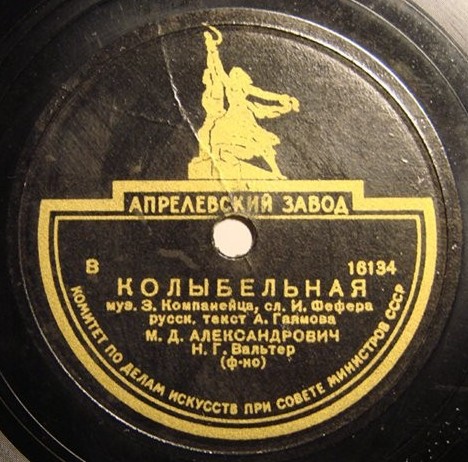 АПРЕЛЕВСКИЙ ЗАВОД
В 16134
КОЛЫБЕЛЬНАЯ
муз. З. Компанейца, сл. И. Фефера
русск. текст А. Гаямова
М. Д. АЛЕКСАНДРОВИЧ
Н. Г. Вальтер
(ф-но)
КОМИТЕТ ПО ДЕЛАМ ИСКУССТВ ПРИ СОВЕТЕ МИНИСТРОВ СССР